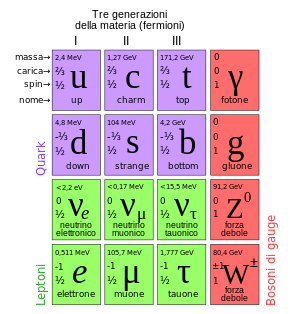 Tre generazioni
della materia (fermioni)
I II III
massa→ 2,4 MeV 1,27 GeV 171,2 GeV 0
carica→ ⅔ ⅔ ⅔ 0
spin→ ½ ½ ½ 1
u c t γ
nome→ up charm top fotone
4,8 MeV 104 MeV 4,2 GeV 0
-⅓ -⅓ -⅓ 0
½ ½ ½ 1
d s b g
down strange bottom gluone
Quark
<2,2 eV <0,17 MeV <15,5 MeV 91,2 GeV
0 0 0 0
½ ½ ½ 1
νe νμ ντ Z⁰
neutrino neutrino neutrino forza
elettronico muonico tauonico debole
0,511 MeV 105,7 MeV 1,777 GeV 80,4 GeV
-1 -1 -1 ±1
½ ½ ½ 1
e μ τ W±
elettrone muone tauone forza
debole
Leptoni
Bosoni di gauge